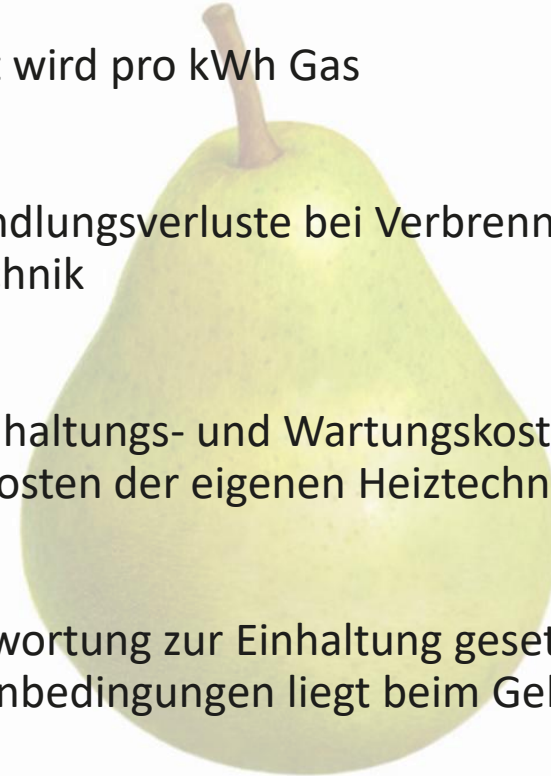 wird pro kWh Gas
ndlungsverluste bei Verbrenn
hnik
haltungs- und Wartungskost
osten der eigenen Heiztechn
wortung zur Einhaltung geset
nbedingungen liegt beim Ge